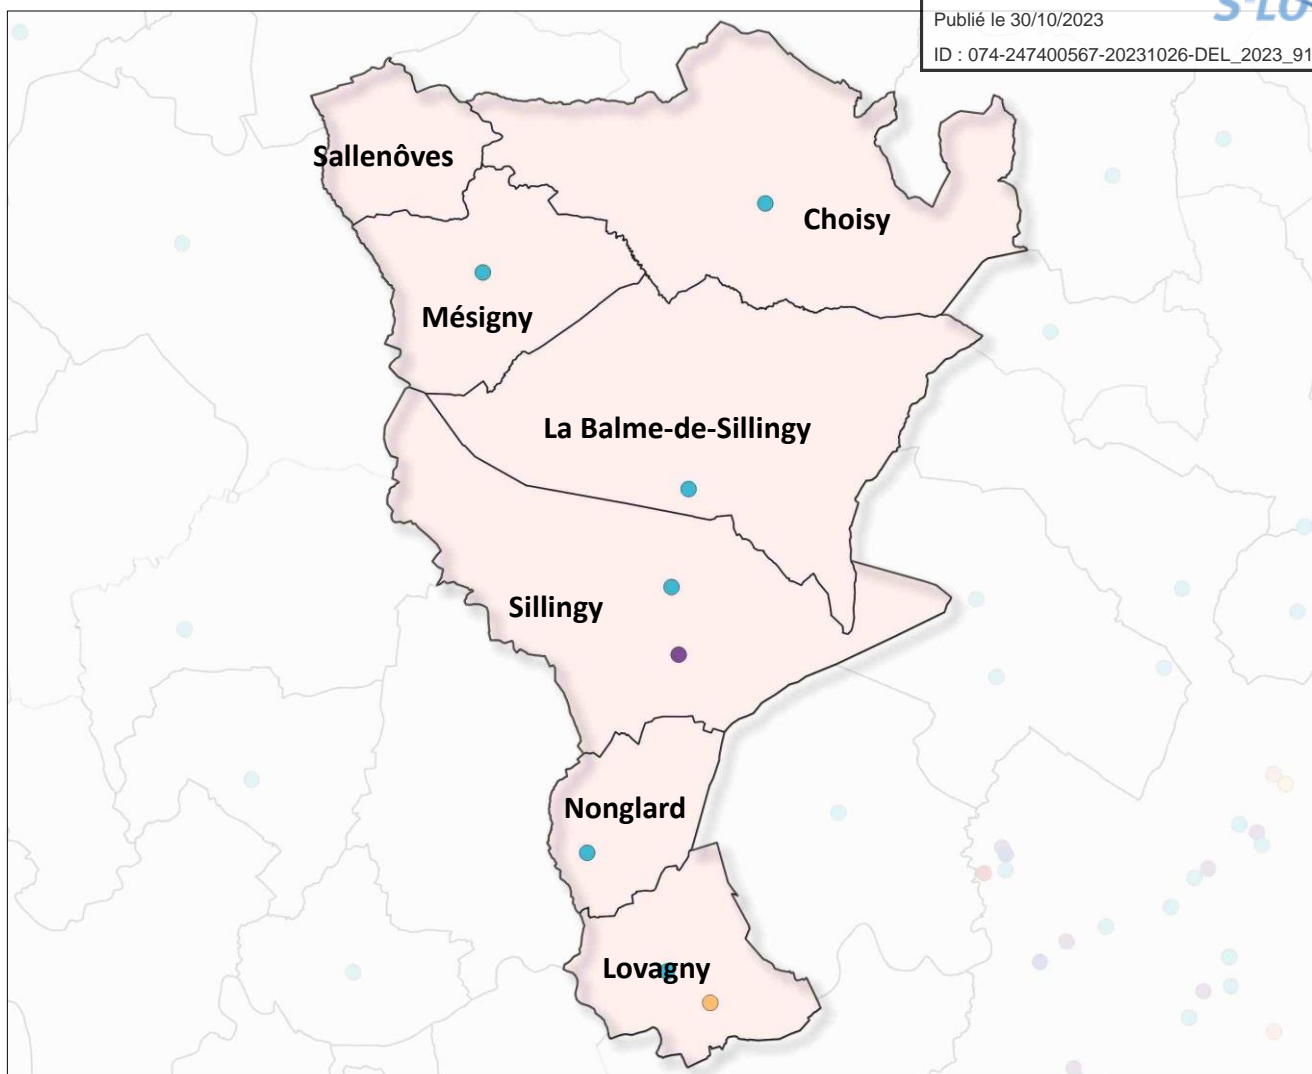 Publié le 30/10/2023
ID : 074-247400567-20231026-DEL_2023_91
Sallenôves
Choisy
Mésigny
La Balme-de-Sillingy
Sillingy
Nonglard
Lovagny